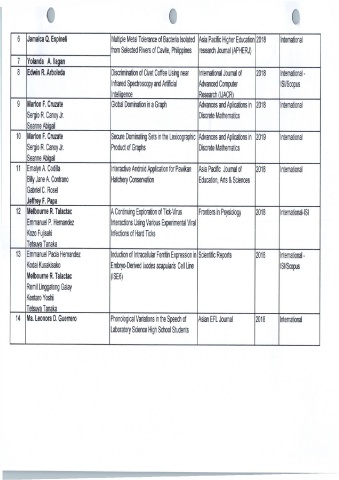 6 Jamaica Q. Espineli Multiple Metal Tolerance of Bacteria Isolated Asia Pacific Higher Education 2018 International
from Selected Rivers of Cavite, Philippines research Journal (APHERJ)
7 Yolanda A. Ilagan
8 Edwin R. Arboleda Discrimination of Civet Coffee Using near International Journal of 2018 International -
Infrared Spectroscopy and Artificial Advanced Computer ISI/Scopus
Intelligence Research (IJACR)
9 Marlon F. Cruzate Global Domination in a Graph Advances and Aplications in 2018 International
Sergio R. Canoy Jr. Discrete Mathematics
Seanne Abigail
10 Marlon F. Cruzate Secure Dominating Sets in the Lexicographic Advances and Aplications in 2019 International
Sergio R. Canoy Jr. Product of Graphs Discrete Mathematics
Seanne Abigail
11 Emalyn A. Codilla Interactive Android Application for Pawikan Asia Pacific Journal of 2018 International
Billy Jane A. Hatchery Conservation Education, Arts & Sciences
Gabriel C. Rosel
Jeffrey F. Papa
12 Melbourne R. Talactac A Continuing Exploration of Tick-Virus Frontiers in Psysiology 2018 International-ISI
Emmanuel P. Hernandez Interactions Using Various Experimental Viral
Kozo Fujisaki Infections of Hard Ticks
Tetsuya Tanaka
13 Emmanuel Pacia Hernandez Induction of Intracellular Ferritin Expression in Scientific Reports 2018 International -
Kodai Kusakisako Embryo-Derived Ixodes scapularis Cell Line ISI/Scopus
Melbourne R. Talactac (ISE6)
Remil Linggatong Galay
Kentaro Yoshii
Tetsuya Tanaka
14 Ma. Leonora D. Guerrero Phonological Variations in the Speech of Asian EFL Journal 2018 International
Laboratory Science High School Students